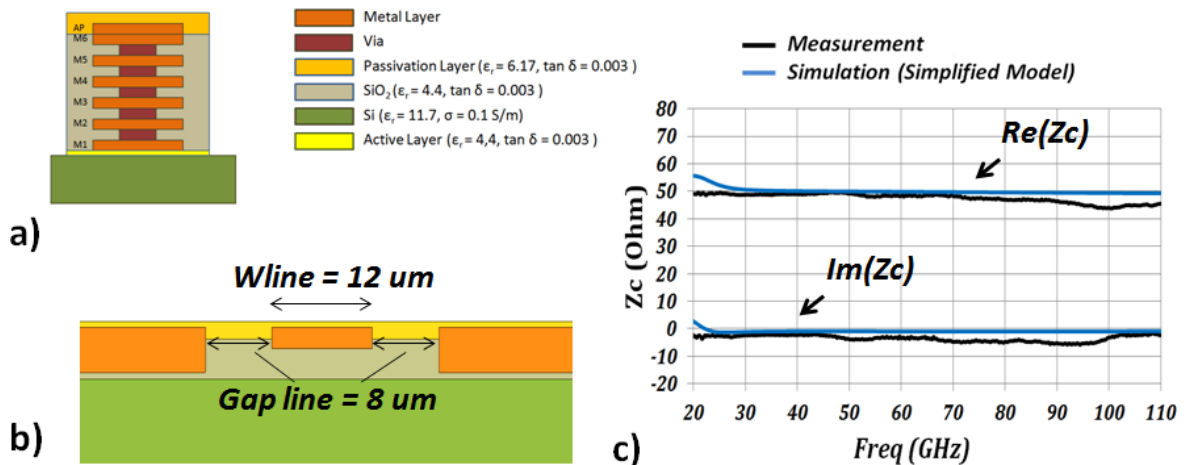 AP
M6
M5
M4
M3
M2
M1
Metal Layer
Via
Passivation Layer (εr = 6.17, tan δ = 0.003 )
SiO2 (εr = 4.4, tan δ = 0.003 )
Si (εr = 11.7, σ = 0.1 S/m)
Active Layer (εr = 4,4, tan δ = 0.003 )
a)
Wline = 12 um
Gap line = 8 um
b)
Measurement
Simulation (Simplified Model)
Re(Zc)
Im(Zc)
Zc (Ohm)
80
70
60
50
40
30
20
10
0
-10
-20
20 30 40 50 60 70 80 90 100 110
Freq (GHz)
c)